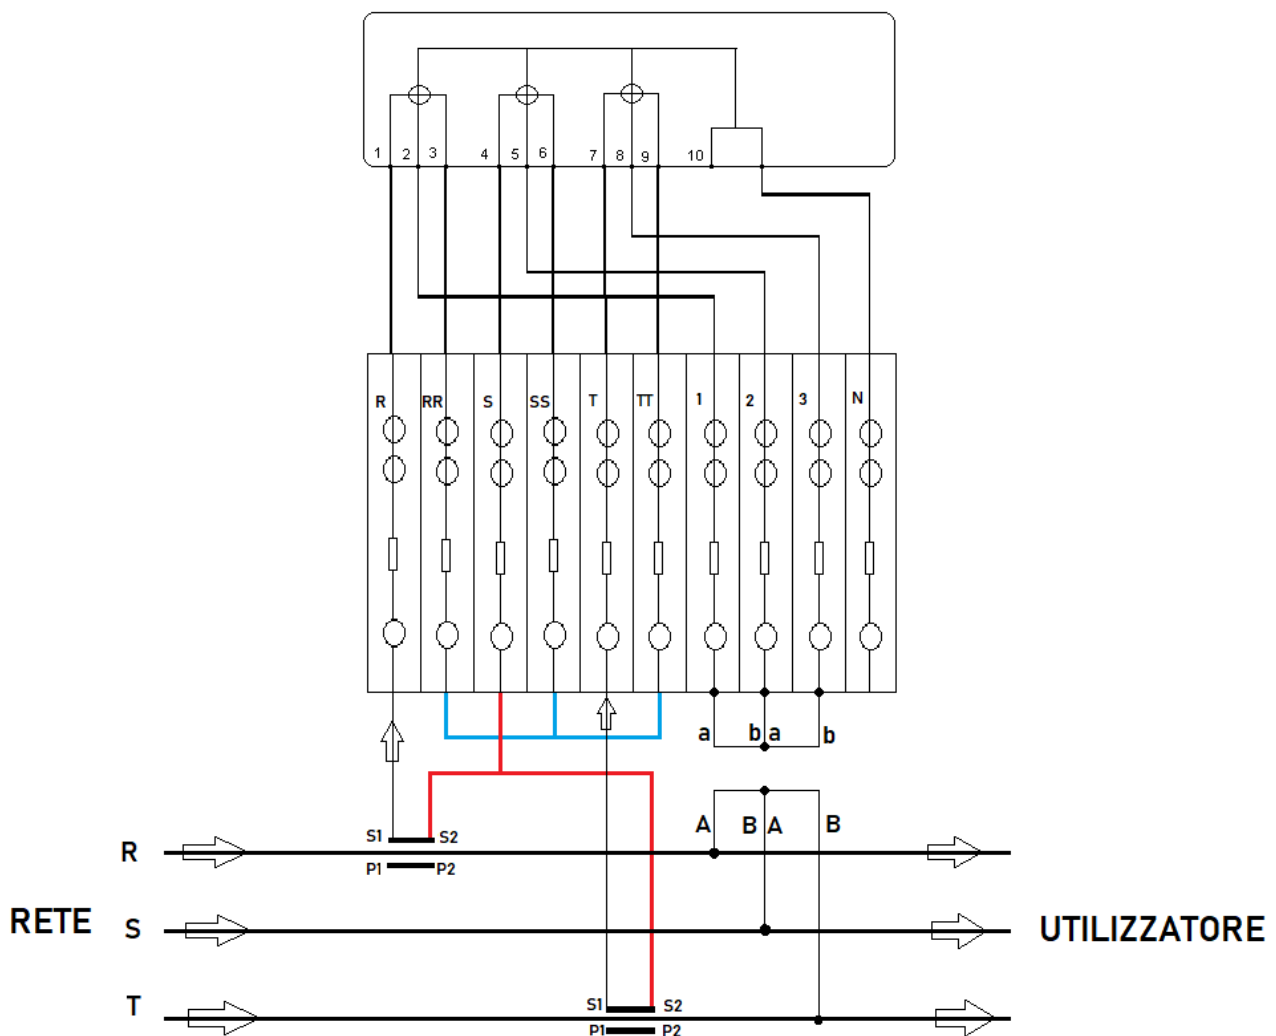 1 2 3 4 5 6 7 8 9 10
R RR S SS T TT 1 2 3 N
a b a b
A B A B
S1 S2
R
P1 P2
RETE S UTILIZZATORE
S1 S2
T
P1 P2